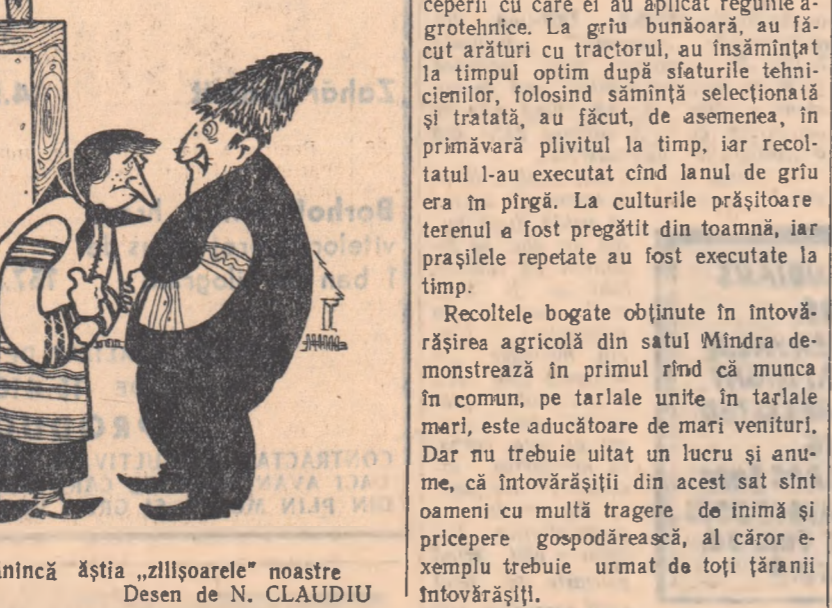 ănîncă ăștia „zilișoarele" noastre
Desen de N. CLAUDIU
ceperii cu care ei au aplicat regulile a-
grotehnice. La grîu bunăoară, au fă-
cut arături cu tractorul, au însămînțat
la timpul optim după sfaturile tehni-
cienilor, folosind sămînță selecționată
și tratată, au făcut, de asemenea, în
primăvară plivitul la timp, iar recol-
tatul l-au executat cînd lanul de grîu
era în pîrgă. La culturile prășitoare
terenul a fost pregătit din toamnă, iar
prașilele repetate au fost executate la
timp.
Recoltele bogate obținute în întovă-
rășirea agricolă din satul Mîndra de-
monstrează în primul rînd că munca
în comun, pe tarlale unite în tarlale
mari, este aducătoare de mari venituri.
Dar nu trebuie uitat un lucru și anu-
me, că întovărășiții din acest sat sînt
oameni cu multă tragere de inimă și
pricepere gospodărească, al căror e-
xemplu trebuie urmat de toți țăranii
întovărășiți.